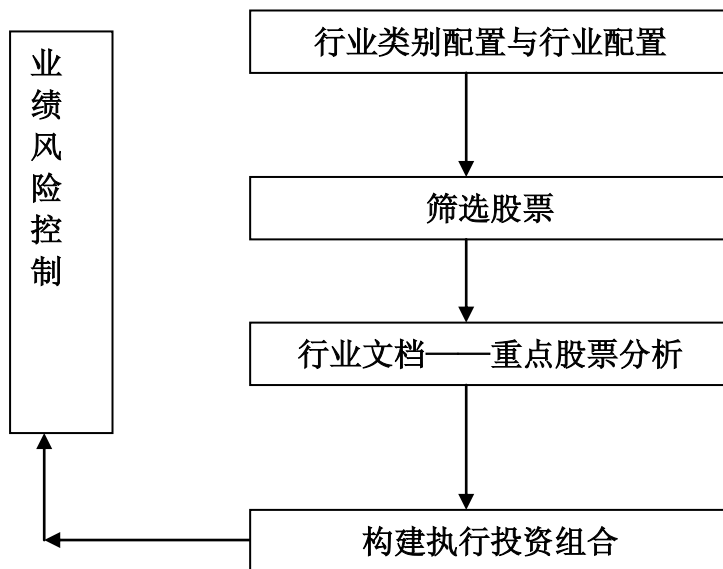 业绩风险控制
行业类别配置与行业配置
筛选股票
行业文档——重点股票分析
构建执行投资组合